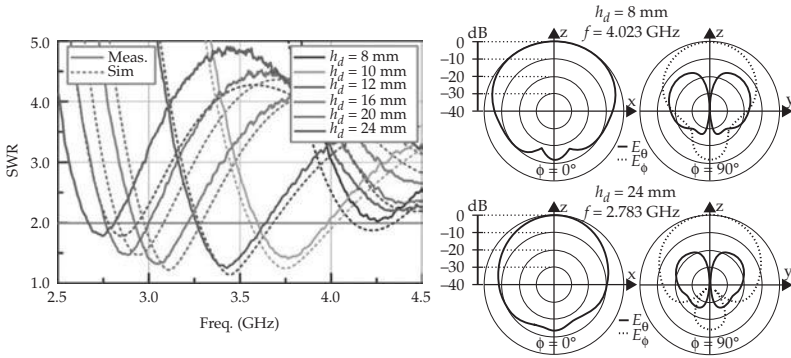 5.0
4.0
3.0
2.0
1.0
SWR
Meas.
Sim
h_d = 8 mm
h_d = 10 mm
h_d = 12 mm
h_d = 16 mm
h_d = 20 mm
h_d = 24 mm
2.5 3.0 3.5 4.0 4.5
Freq. (GHz)
h_d = 8 mm
f = 4.023 GHz
dB
0
–10
–20
–30
–40
z
x
z
y
E_θ
E_ϕ
ϕ = 0°
ϕ = 90°
h_d = 24 mm
f = 2.783 GHz
dB
0
–10
–20
–30
–40
z
x
z
y
E_θ
E_ϕ
ϕ = 0°
ϕ = 90°